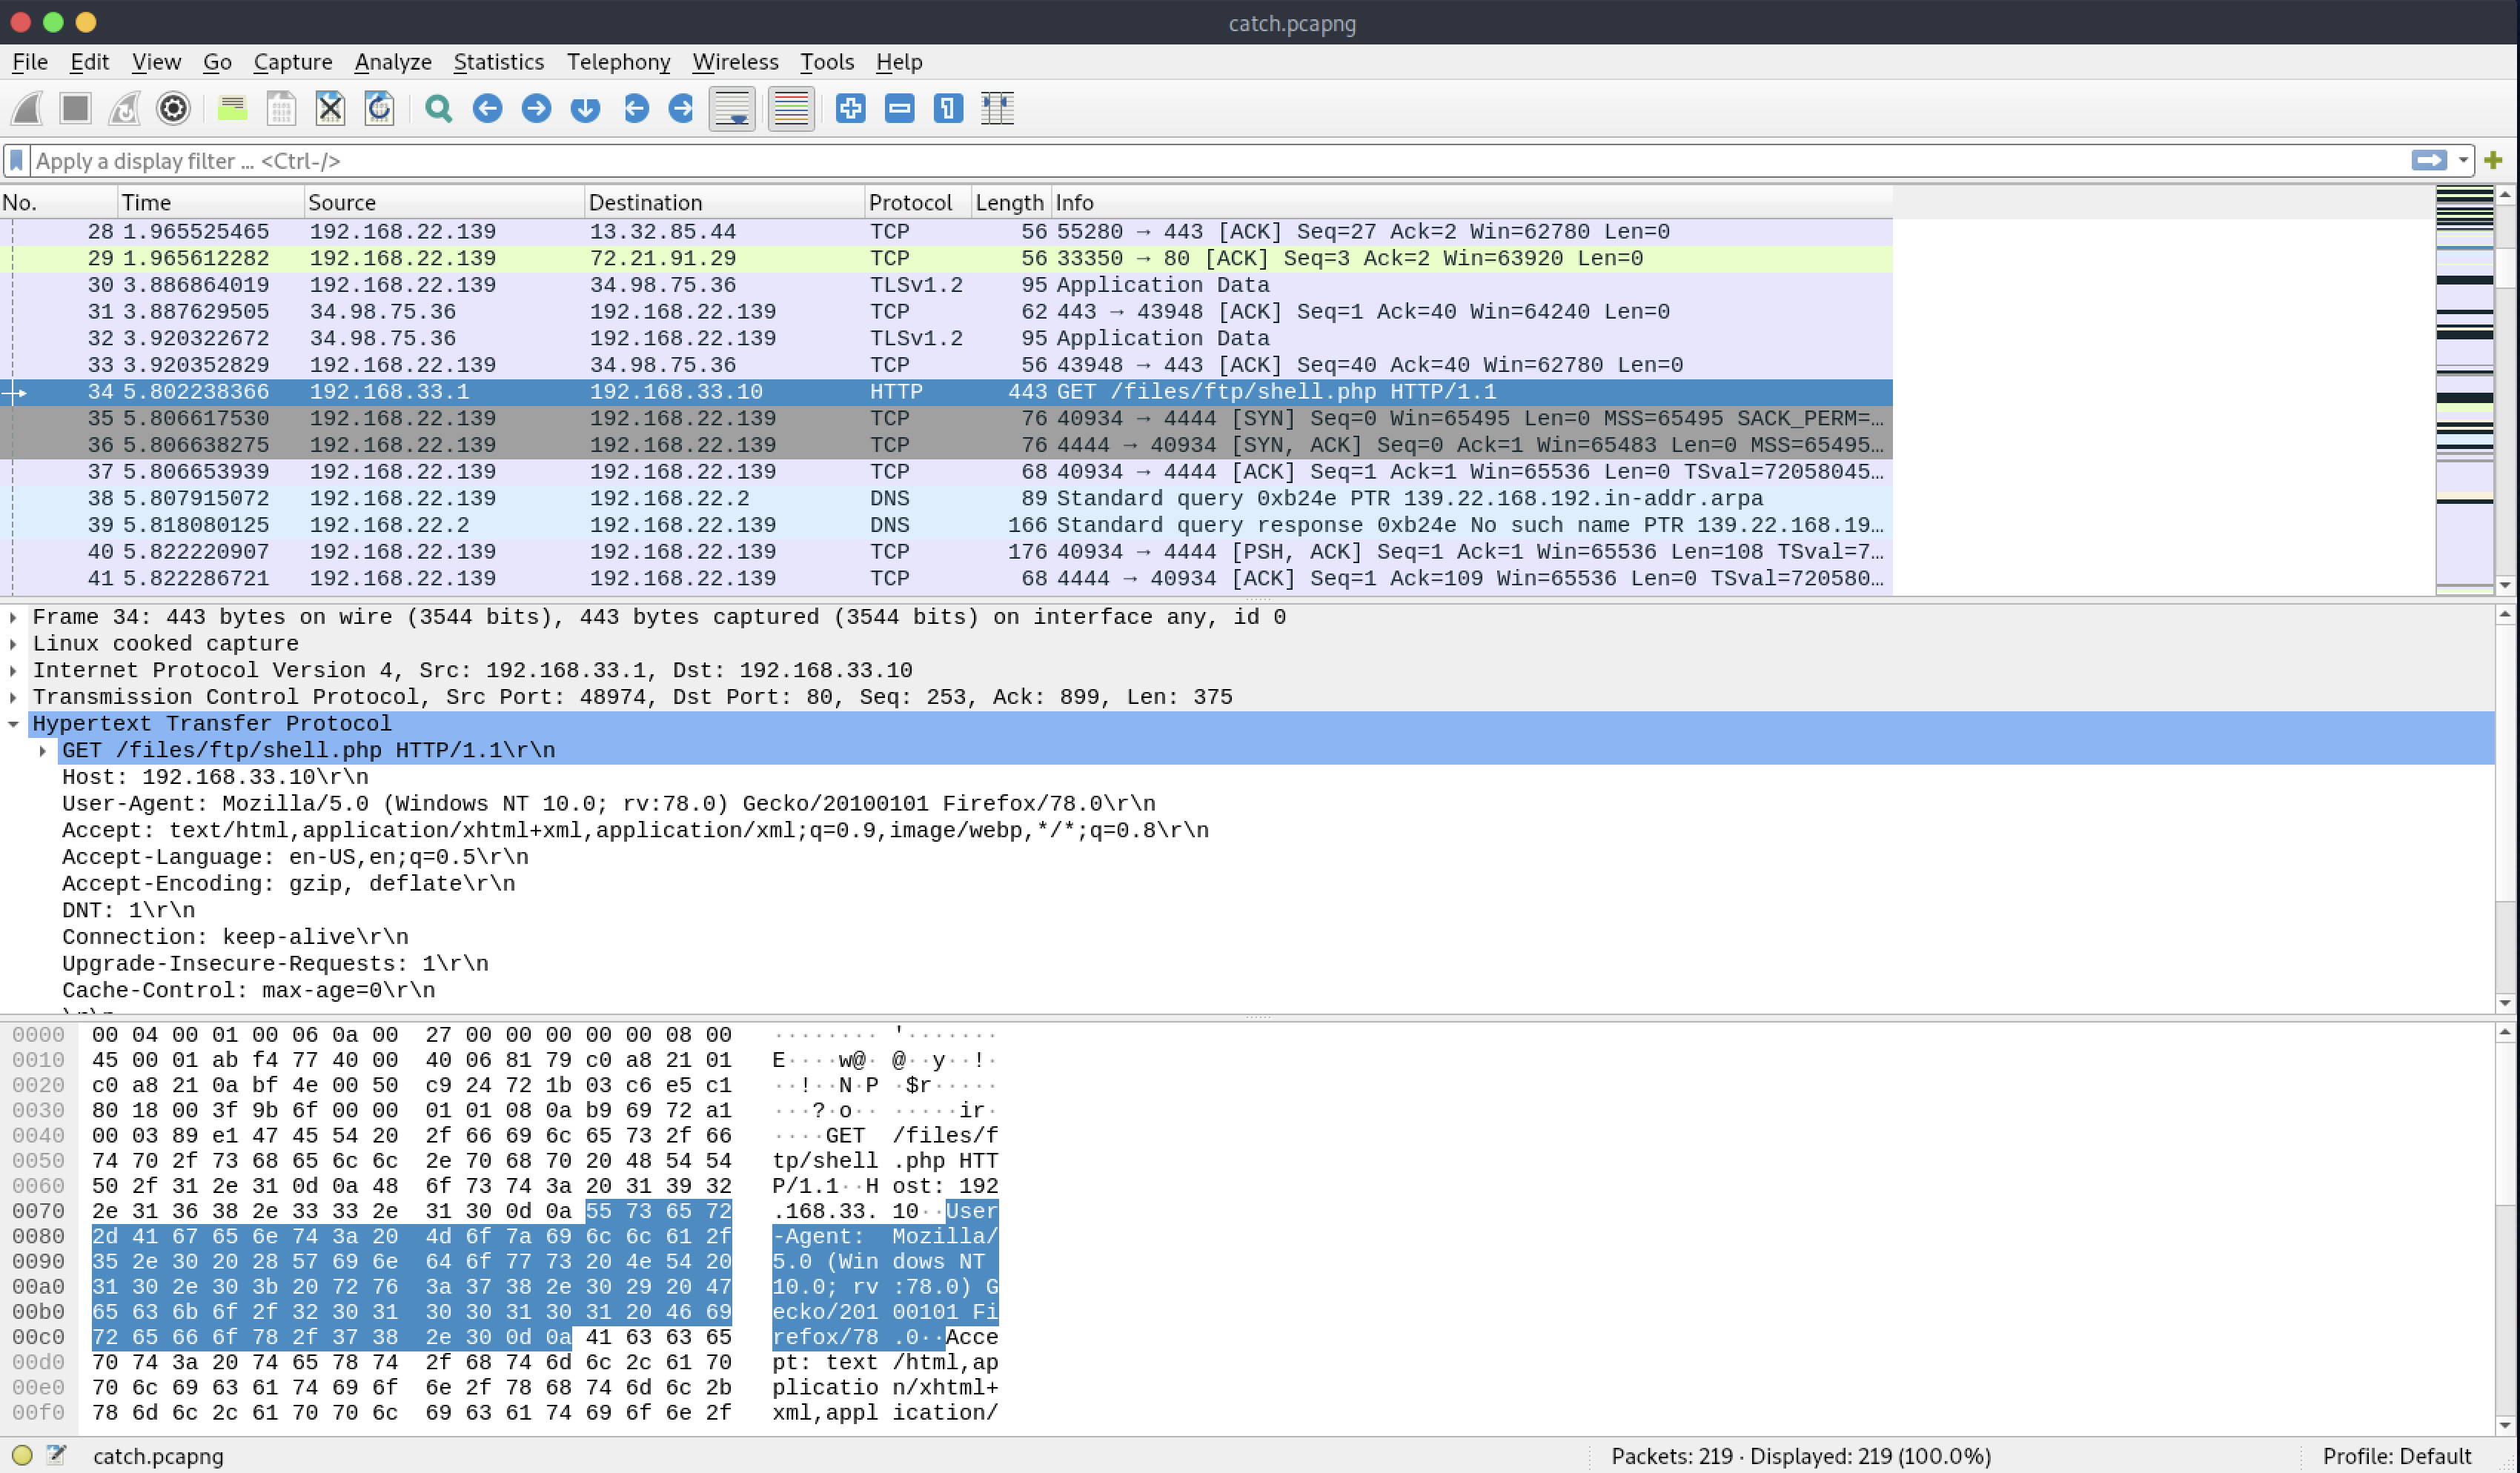 catch.pcapng
File Edit View Go Capture Analyze Statistics Telephony Wireless Tools Help
Apply a display filter … <Ctrl-/>
No. Time Source Destination Protocol Length Info
28 1.965525465 192.168.22.139 13.32.85.44 TCP 56 55280 → 443 [ACK] Seq=27 Ack=2 Win=62780 Len=0
29 1.965612282 192.168.22.139 72.21.91.29 TCP 56 33350 → 80 [ACK] Seq=3 Ack=2 Win=63920 Len=0
30 3.886864019 192.168.22.139 34.98.75.36 TLSv1.2 95 Application Data
31 3.887629505 34.98.75.36 192.168.22.139 TCP 62 443 → 43948 [ACK] Seq=1 Ack=40 Win=64240 Len=0
32 3.920322672 34.98.75.36 192.168.22.139 TLSv1.2 95 Application Data
33 3.920352829 192.168.22.139 34.98.75.36 TCP 56 43948 → 443 [ACK] Seq=40 Ack=40 Win=62780 Len=0
34 5.802238366 192.168.33.1 192.168.33.10 HTTP 443 GET /files/ftp/shell.php HTTP/1.1
35 5.806617530 192.168.22.139 192.168.22.139 TCP 76 40934 → 4444 [SYN] Seq=0 Win=65495 Len=0 MSS=65495 SACK_PERM=…
36 5.806638275 192.168.22.139 192.168.22.139 TCP 76 4444 → 40934 [SYN, ACK] Seq=0 Ack=1 Win=65483 Len=0 MSS=65495…
37 5.806653939 192.168.22.139 192.168.22.139 TCP 68 40934 → 4444 [ACK] Seq=1 Ack=1 Win=65536 Len=0 TSval=72058045…
38 5.807915072 192.168.22.139 192.168.22.2 DNS 89 Standard query 0xb24e PTR 139.22.168.192.in-addr.arpa
39 5.818080125 192.168.22.2 192.168.22.139 DNS 166 Standard query response 0xb24e No such name PTR 139.22.168.19…
40 5.822220907 192.168.22.139 192.168.22.139 TCP 176 40934 → 4444 [PSH, ACK] Seq=1 Ack=1 Win=65536 Len=108 TSval=7…
41 5.822286721 192.168.22.139 192.168.22.139 TCP 68 4444 → 40934 [ACK] Seq=1 Ack=109 Win=65536 Len=0 TSval=720580…
Frame 34: 443 bytes on wire (3544 bits), 443 bytes captured (3544 bits) on interface any, id 0
Linux cooked capture
Internet Protocol Version 4, Src: 192.168.33.1, Dst: 192.168.33.10
Transmission Control Protocol, Src Port: 48974, Dst Port: 80, Seq: 253, Ack: 899, Len: 375
Hypertext Transfer Protocol
GET /files/ftp/shell.php HTTP/1.1\r\n
Host: 192.168.33.10\r\n
User-Agent: Mozilla/5.0 (Windows NT 10.0; rv:78.0) Gecko/20100101 Firefox/78.0\r\n
Accept: text/html,application/xhtml+xml,application/xml;q=0.9,image/webp,*/*;q=0.8\r\n
Accept-Language: en-US,en;q=0.5\r\n
Accept-Encoding: gzip, deflate\r\n
DNT: 1\r\n
Connection: keep-alive\r\n
Upgrade-Insecure-Requests: 1\r\n
Cache-Control: max-age=0\r\n
0000 00 04 00 01 00 06 0a 00 27 00 00 00 00 00 08 00 ········ '·······
0010 45 00 01 ab f4 77 40 00 40 06 81 79 c0 a8 21 01 E····w@· @··y··!·
0020 c0 a8 21 0a bf 4e 00 50 c9 24 72 1b 03 c6 e5 c1 ··!··N·P ·$r·····
0030 80 18 00 3f 9b 6f 00 00 01 01 08 0a b9 69 72 a1 ···?·o·· ·····ir·
0040 00 03 89 e1 47 45 54 20 2f 66 69 6c 65 73 2f 66 ····GET /files/f
0050 74 70 2f 73 68 65 6c 6c 2e 70 68 70 20 48 54 54 tp/shell .php HTT
0060 50 2f 31 2e 31 0d 0a 48 6f 73 74 3a 20 31 39 32 P/1.1··H ost: 192
0070 2e 31 36 38 2e 33 33 2e 31 30 0d 0a 55 73 65 72 .168.33. 10··User
0080 2d 41 67 65 6e 74 3a 20 4d 6f 7a 69 6c 6c 61 2f -Agent: Mozilla/
0090 35 2e 30 20 28 57 69 6e 64 6f 77 73 20 4e 54 20 5.0 (Win dows NT
00a0 31 30 2e 30 3b 20 72 76 3a 37 38 2e 30 29 20 47 10.0; rv :78.0) G
00b0 65 63 6b 6f 2f 32 30 31 30 30 31 30 31 20 46 69 ecko/201 00101 Fi
00c0 72 65 66 6f 78 2f 37 38 2e 30 0d 0a 41 63 63 65 refox/78 .0··Acce
00d0 70 74 3a 20 74 65 78 74 2f 68 74 6d 6c 2c 61 70 pt: text /html,ap
00e0 70 6c 69 63 61 74 69 6f 6e 2f 78 68 74 6d 6c 2b plicatio n/xhtml+
00f0 78 6d 6c 2c 61 70 70 6c 69 63 61 74 69 6f 6e 2f xml,appl ication/
catch.pcapng Packets: 219 · Displayed: 219 (100.0%) Profile: Default